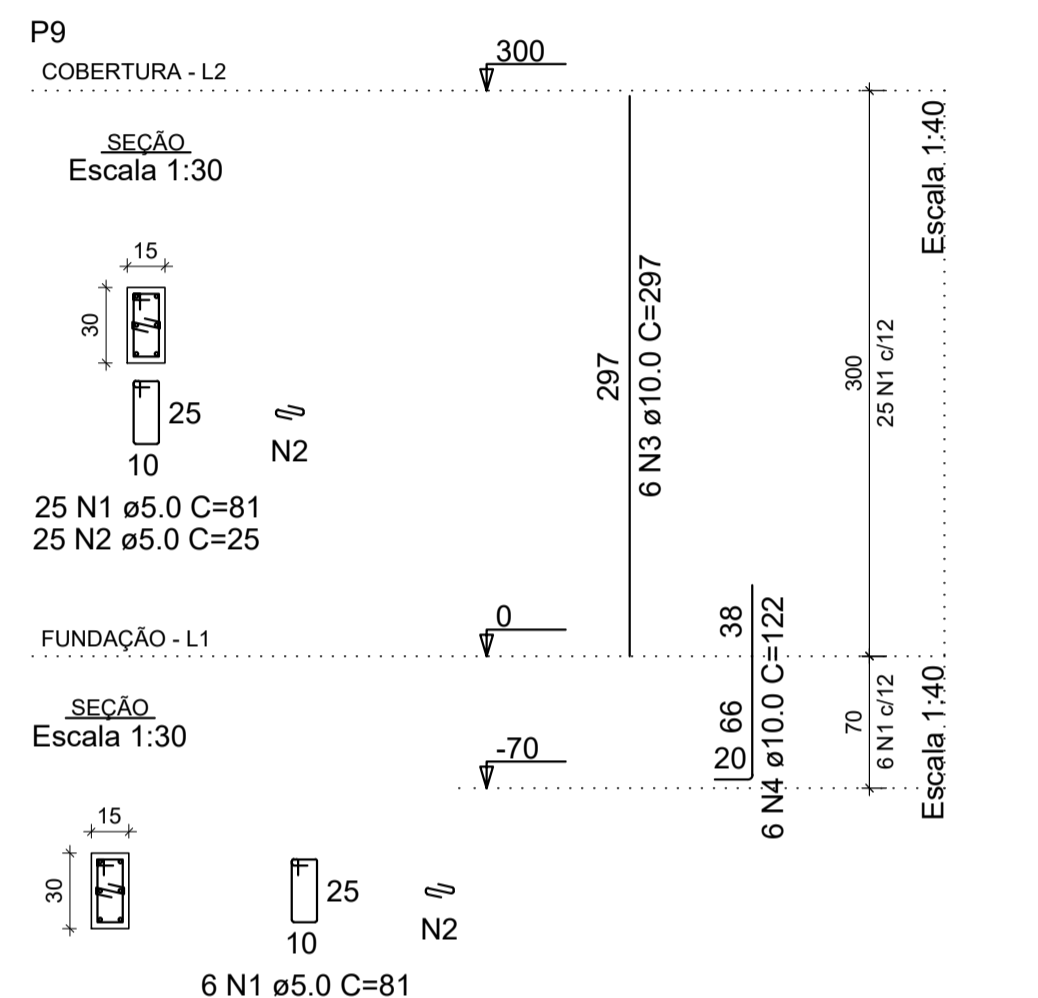 P9
COBERTURA - L2
300
SEÇÃO
Escala 1:30
Escala 1:40
15
30
25
10
N2
25 N1 ø5.0 C=81
25 N2 ø5.0 C=25
297
6 N3 ø10.0 C=297
300
25 N1 c/12
FUNDAÇÃO - L1
0
SEÇÃO
Escala 1:30
-70
38
66
20
6 N4 ø10.0 C=122
70
6 N1 c/12
Escala 1:40
15
30
25
10
N2
6 N1 ø5.0 C=81